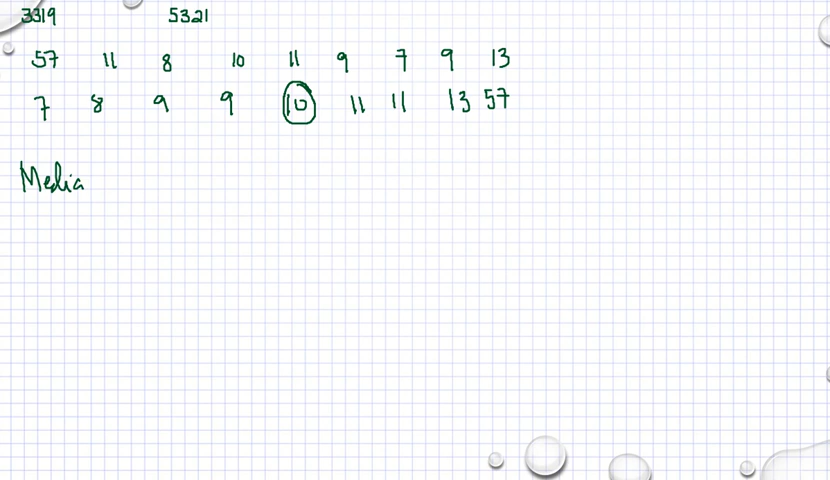 3319 5321
57 11 8 10 11 9 7 9 13
7 8 9 9 10 11 11 13 57
Media